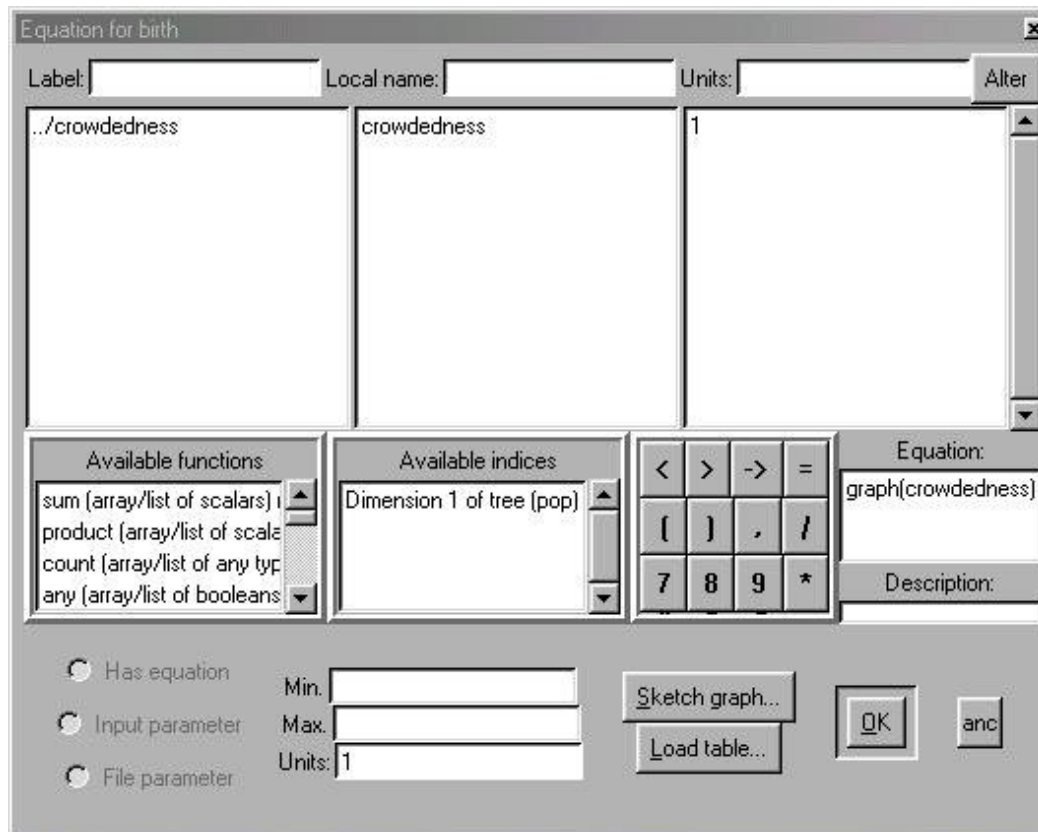 Equation for birth
Label: Local name: Units: Alter
../crowdedness crowdedness 1
Available functions
sum (array/list of scalars)
product (array/list of scala
count (array/list of any typ
any (array/list of booleans
Available indices
Dimension 1 of tree (pop)
< > -> =
( ) , /
7 8 9 *
Equation:
graph(crowdedness)
Description:
Has equation
Input parameter
File parameter
Min.
Max.
Units: 1
Sketch graph...
Load table...
OK
anc